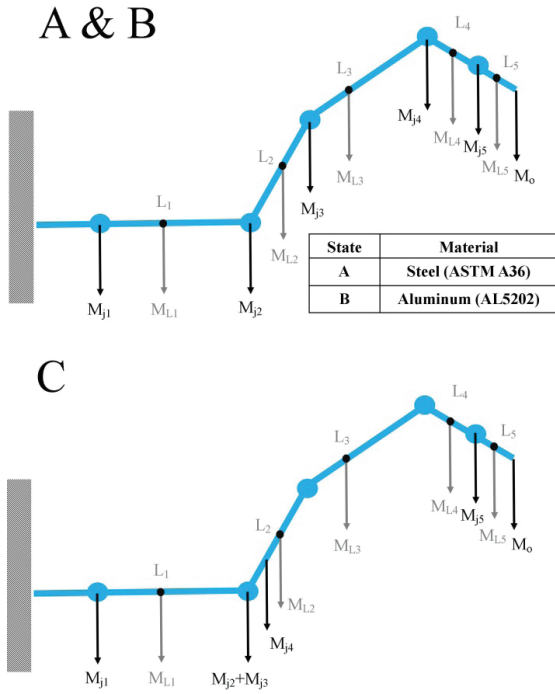 A & B
L4
L5
L3
L2
L1
Mj4
ML4
Mj5
ML5
Mo
ML3
Mj3
ML2
Mj1
ML1
Mj2
State Material
A Steel (ASTM A36)
B Aluminum (AL5202)
C
L4
L5
L3
L2
L1
ML4
Mj5
ML5
Mo
ML3
ML2
Mj4
Mj1
ML1
Mj2+Mj3